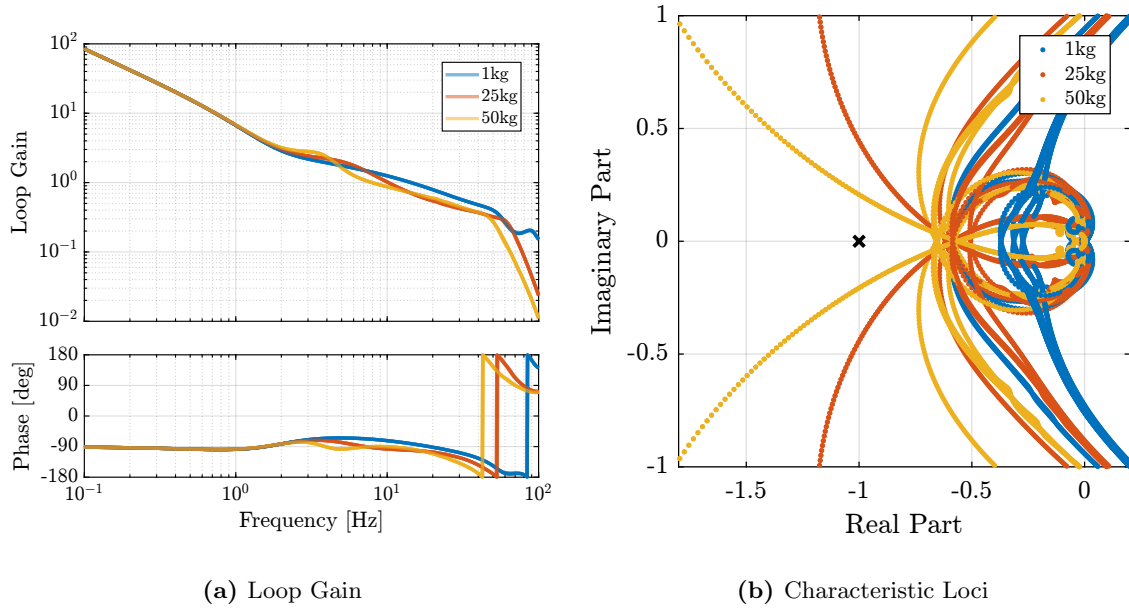 10^2
10^1
10^0
10^-1
10^-2
Loop Gain
1kg
25kg
50kg
180
90
0
-90
-180
Phase [deg]
10^-1
10^0
10^1
10^2
Frequency [Hz]
(a) Loop Gain
1
0.5
0
-0.5
-1
Imaginary Part
1kg
25kg
50kg
-1.5
-1
-0.5
0
Real Part
(b) Characteristic Loci